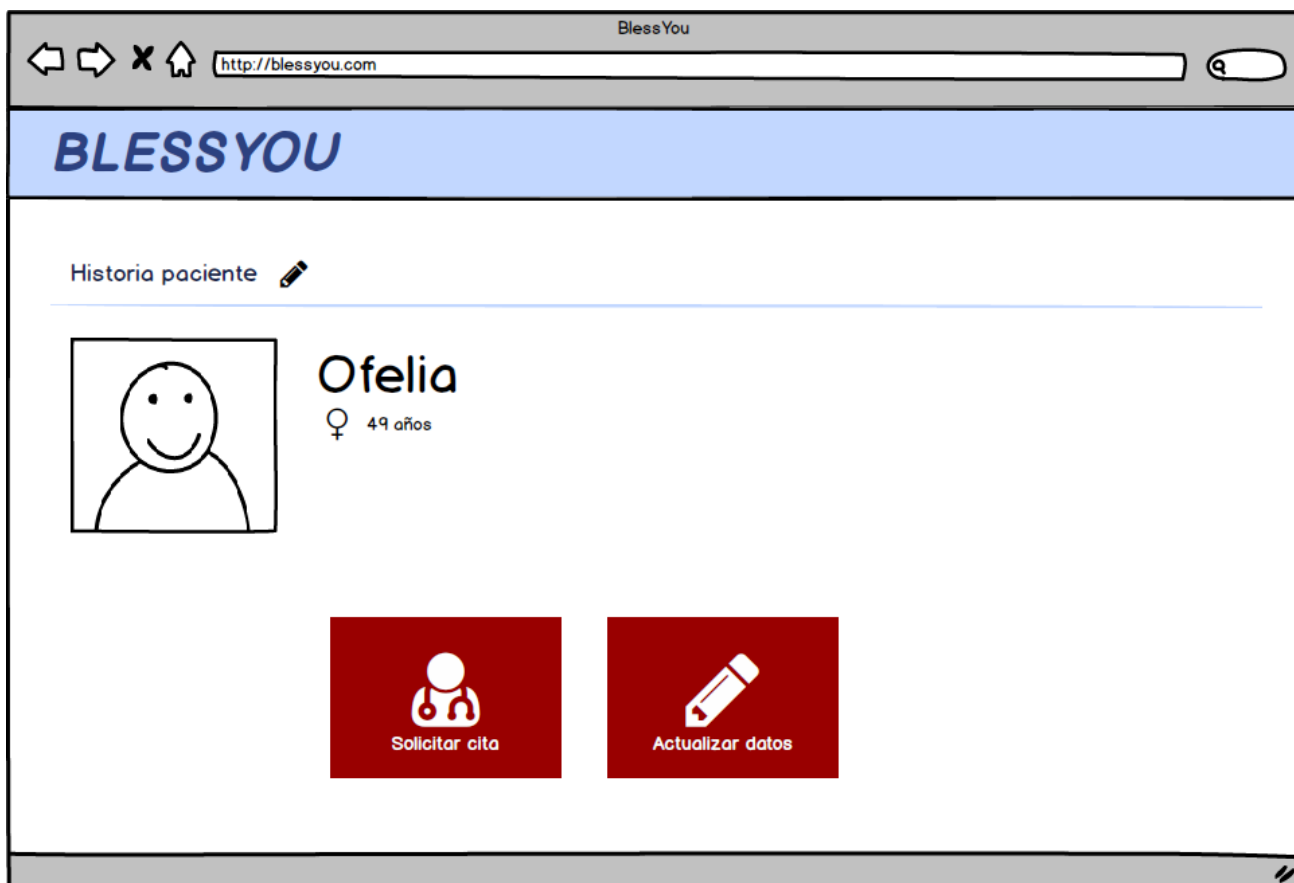 BlessYou
http://blessyou.com
BLESSYOU
Historia paciente
Ofelia
49 años
Solicitar cita
Actualizar datos